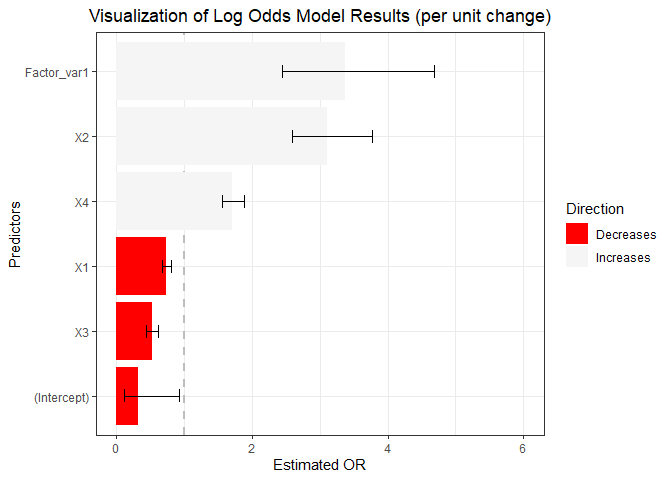 Visualization of Log Odds Model Results (per unit change)
Factor_var1
X2
X4
X1
X3
(Intercept)
Predictors
0 2 4 6
Estimated OR
Direction
Decreases
Increases